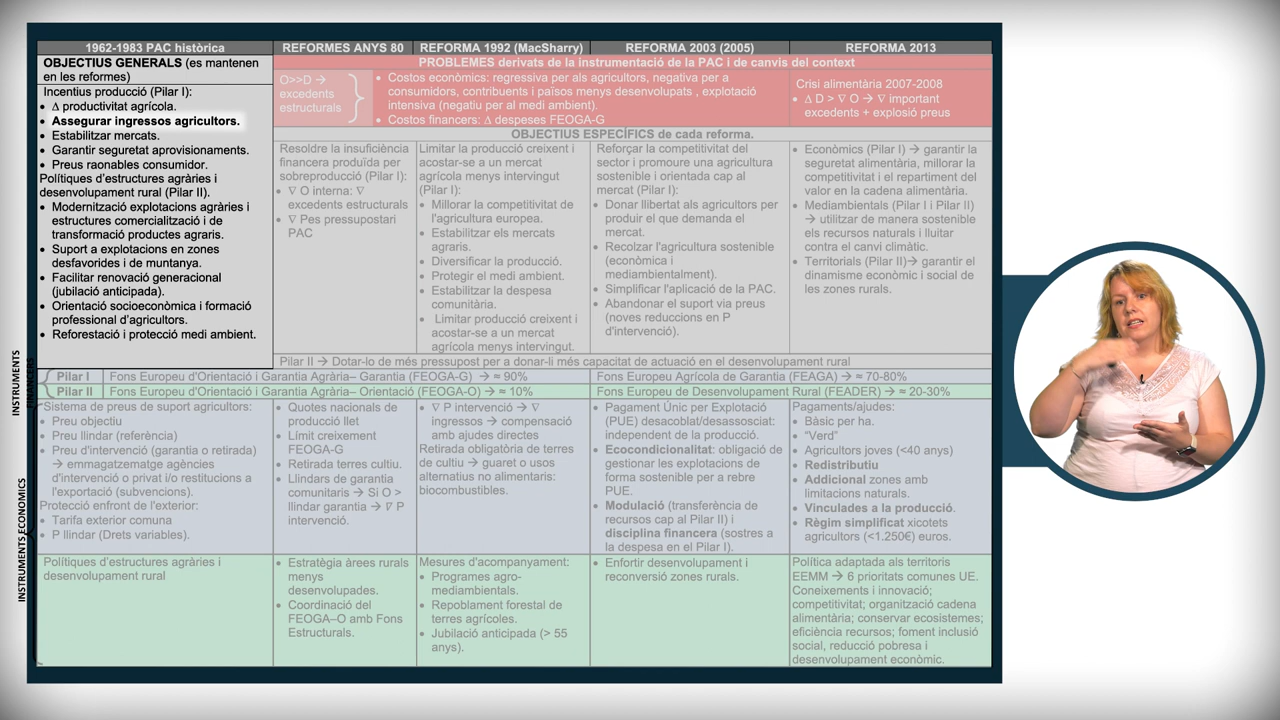 1962-1983 PAC històrica
REFORMES ANYS 80
REFORMA 1992 (MacSharry)
REFORMA 2003 (2005)
REFORMA 2013
OBJECTIUS GENERALS (es mantenen
en les reformes)
Incentius producció (Pilar I):
• Δ productivitat agrícola.
• Assegurar ingressos agricultors.
• Estabilitzar mercats.
• Garantir seguretat aprovisionaments.
• Preus raonables consumidor.
Polítiques d'estructures agràries i
desenvolupament rural (Pilar II).
• Modernització explotacions agràries i
estructures comercialització i de
transformació productes agraris.
• Suport a explotacions en zones
desfavorides i de muntanya.
• Facilitar renovació generacional
(jubilació anticipada).
• Orientació socioeconòmica i formació
professional d'agricultors.
• Reforestació i protecció medi ambient.
PROBLEMES derivats de la instrumentació de la PAC i de canvis del context
O>>D →
excedents
estructurals
• Costos econòmics: regressiva per als agricultors, negativa per a
consumidors, contribuents i països menys desenvolupats , explotació
intensiva (negatiu per al medi ambient).
• Costos financers: Δ despeses FEOGA-G
Crisi alimentària 2007-2008
• Δ D > ∇ O → ∇ important
excedents + explosió preus
OBJECTIUS ESPECÍFICS de cada reforma.
Resoldre la insuficiència
financera produïda per
sobreproducció (Pilar I):
• ∇ O interna: ∇
excedents estructurals
• ∇ Pes pressupostari
PAC
Limitar la producció creixent i
acostar-se a un mercat
agrícola menys intervingut
(Pilar I):
• Millorar la competitivitat de
l'agricultura europea.
• Estabilitzar els mercats
agraris.
• Diversificar la producció.
• Protegir el medi ambient.
• Estabilitzar la despesa
comunitària.
• Limitar producció creixent i
acostar-se a un mercat
agrícola menys intervingut.
Reforçar la competitivitat del
sector i promoure una agricultura
sostenible i orientada cap al
mercat (Pilar I):
• Donar llibertat als agricultors per
produir el que demanda el
mercat.
• Recolzar l'agricultura sostenible
(econòmica i
mediambientalment).
• Simplificar l'aplicació de la PAC.
• Abandonar el suport via preus
(noves reduccions en P
d'intervenció).
• Econòmics (Pilar I) → garantir la
seguretat alimentària, millorar la
competitivitat i el repartiment del
valor en la cadena alimentària.
• Mediambientals (Pilar I i Pilar II)
→ utilitzar de manera sostenible
els recursos naturals i lluitar
contra el canvi climàtic.
• Territorials (Pilar II)→ garantir el
dinamisme econòmic i social de
les zones rurals.
Pilar II → Dotar-lo de més pressupost per a donar-li més capacitat de actuació en el desenvolupament rural
INSTRUMENTS
FINANCERS
Pilar I
Fons Europeu d'Orientació i Garantia Agrària– Garantia (FEOGA-G) → ≈ 90%
Fons Europeu Agrícola de Garantia (FEAGA) → ≈ 70-80%
Pilar II
Fons Europeu d'Orientació i Garantia Agrària– Orientació (FEOGA-O) → ≈ 10%
Fons Europeu de Desenvolupament Rural (FEADER) → ≈ 20-30%
INSTRUMENTS ECONOMICS
Sistema de preus de suport agricultors:
• Preu objectiu
• Preu llindar (referència)
• Preu d'intervenció (garantia o retirada)
→ emmagatzematge agències
d'intervenció o privat i/o restitucions a
l'exportació (subvencions).
Protecció enfront de l'exterior:
• Tarifa exterior comuna
• P llindar (Drets variables).
• Quotes nacionals de
producció llet
• Límit creixement
FEOGA-G
• Retirada terres cultiu.
• Llindars de garantia
comunitaris → Si O >
llindar garantia → ∇ P
intervenció.
• ∇ P intervenció → ∇
ingressos → compensació
amb ajudes directes
Retirada obligatòria de terres
de cultiu → guaret o usos
alternatius no alimentaris:
biocombustibles.
• Pagament Únic per Explotació
(PUE) desacoblat/desassociat:
independent de la producció.
• Ecocondicionalitat: obligació de
gestionar les explotacions de
forma sostenible per a rebre
PUE.
• Modulació (transferència de
recursos cap al Pilar II) i
disciplina financera (sostres a
la despesa en el Pilar I).
Pagaments/ajudes:
• Bàsic per ha.
• “Verd”
• Agricultors joves (<40 anys)
• Redistributiu
• Addicional zones amb
limitacions naturals.
• Vinculades a la producció.
• Règim simplificat xicotets
agricultors (<1.250€) euros.
Polítiques d'estructures agràries i
desenvolupament rural
• Estratègia àrees rurals
menys
desenvolupades.
• Coordinació del
FEOGA–O amb Fons
Estructurals.
Mesures d'acompanyament:
• Programes agro-
mediambientals.
• Repoblament forestal de
terres agrícoles.
• Jubilació anticipada (> 55
anys).
• Enfortir desenvolupament i
reconversió zones rurals.
Política adaptada als territoris
EEMM → 6 prioritats comunes UE.
Coneixements i innovació;
competitivitat; organització cadena
alimentària; conservar ecosistemes;
eficiència recursos; foment inclusió
social, reducció pobresa i
desenvolupament econòmic.